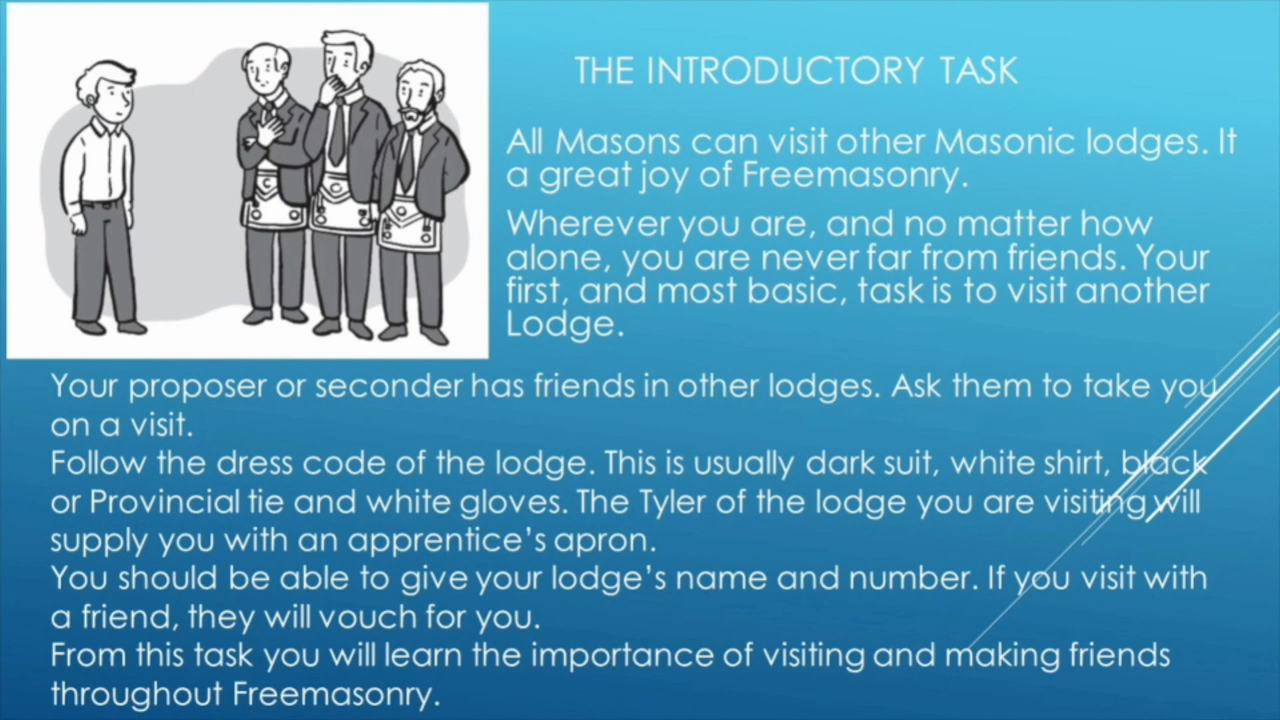 THE INTRODUCTORY TASK
All Masons can visit other Masonic lodges. It
a great joy of Freemasonry.
Wherever you are, and no matter how
alone, you are never far from friends. Your
first, and most basic, task is to visit another
Lodge.
Your proposer or seconder has friends in other lodges. Ask them to take you
on a visit.
Follow the dress code of the lodge. This is usually dark suit, white shirt, black
or Provincial tie and white gloves. The Tyler of the lodge you are visiting will
supply you with an apprentice's apron.
You should be able to give your lodge's name and number. If you visit with
a friend, they will vouch for you.
From this task you will learn the importance of visiting and making friends
throughout Freemasonry.